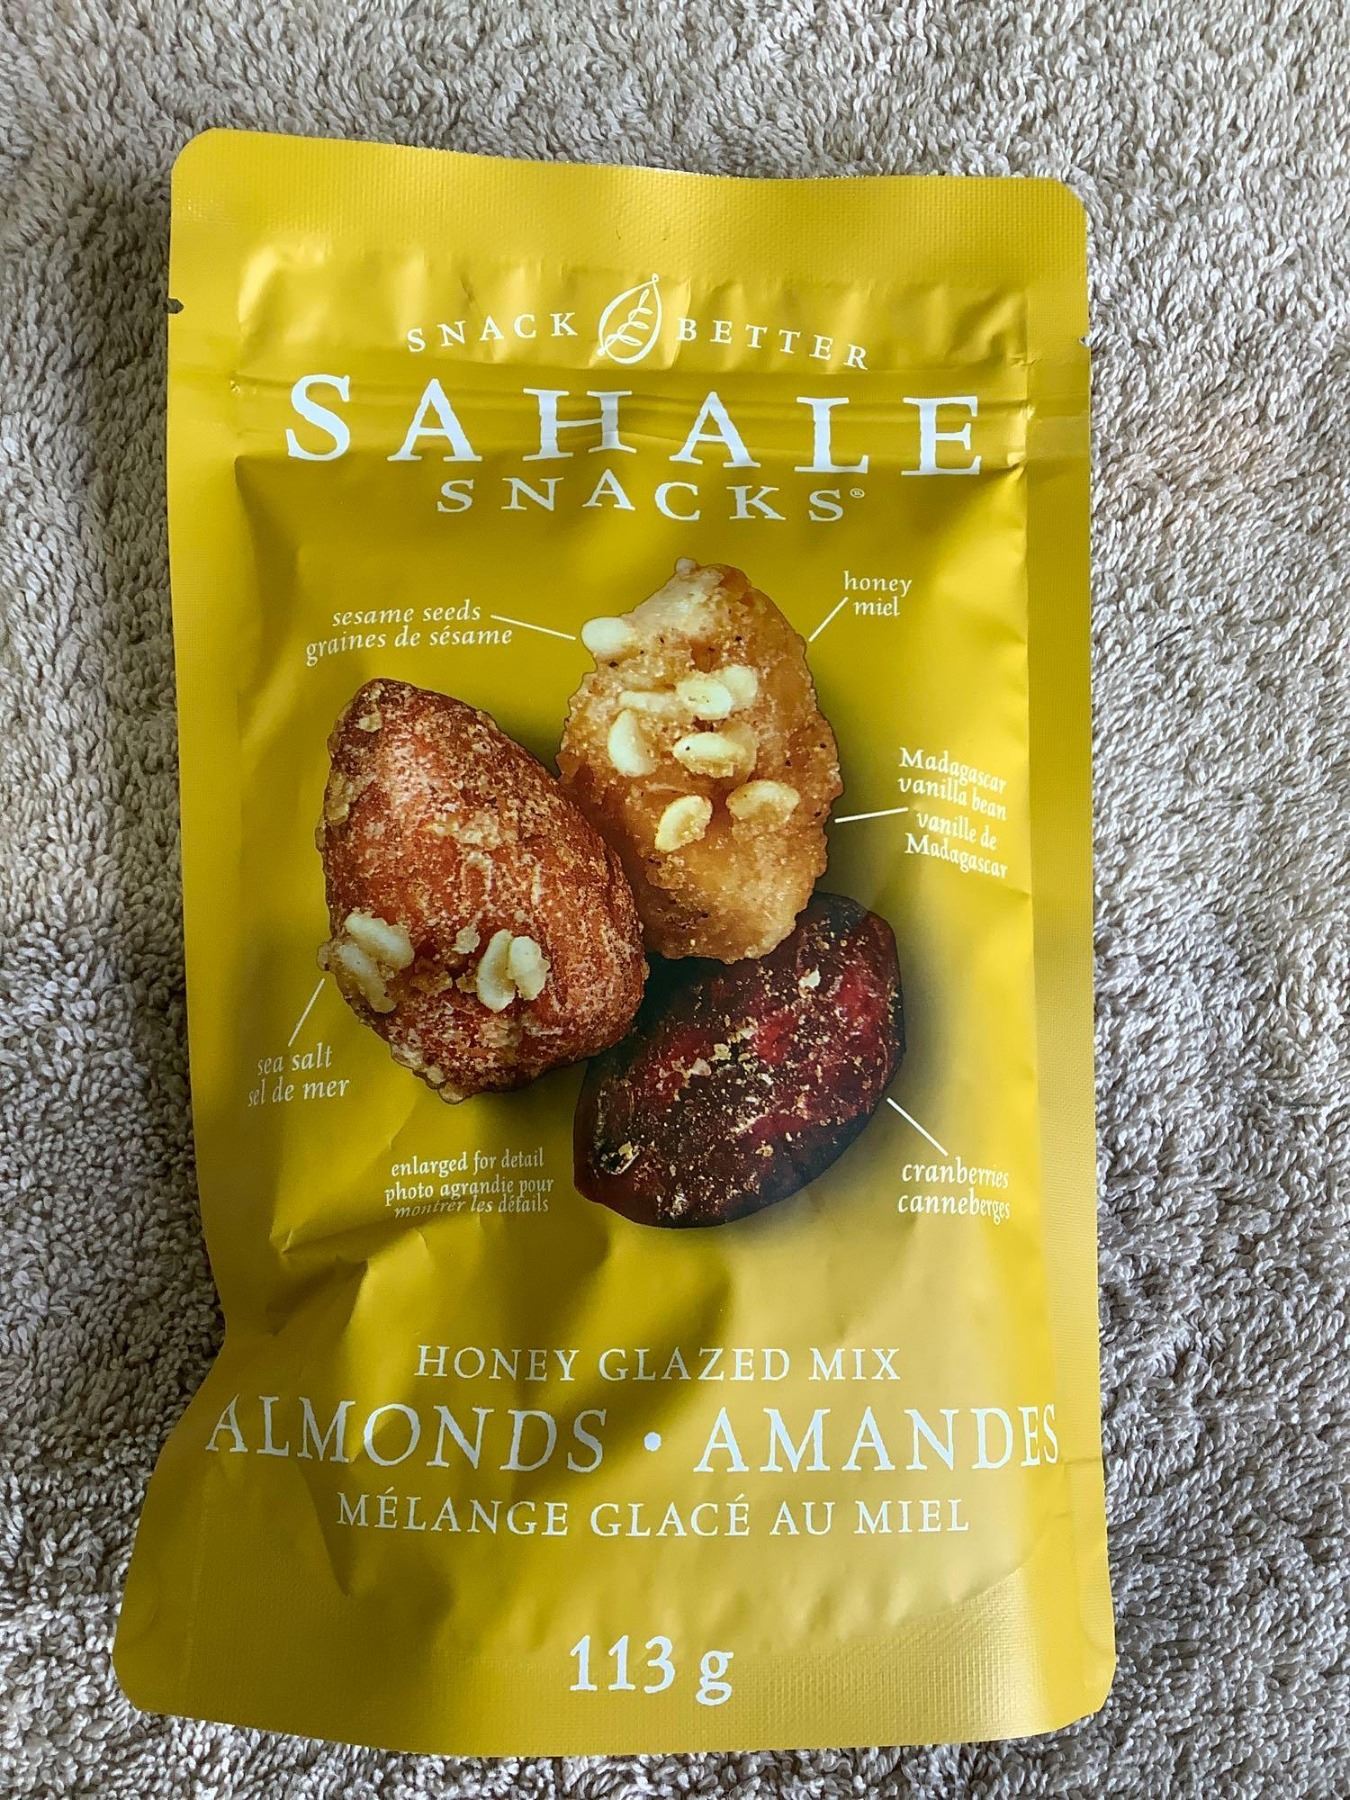 SNACK BETTER
SAHALE
SNACKS®
honey
miel
sesame seeds
graines de sésame
Madagascar
vanilla bean
vanille de
Madagascar
sea salt
sel de mer
enlarged for detail
photo agrandie pour
montrer les détails
cranberries
canneberges
HONEY GLAZED MIX
ALMONDS • AMANDES
MÉLANGE GLACÉ AU MIEL
113 g